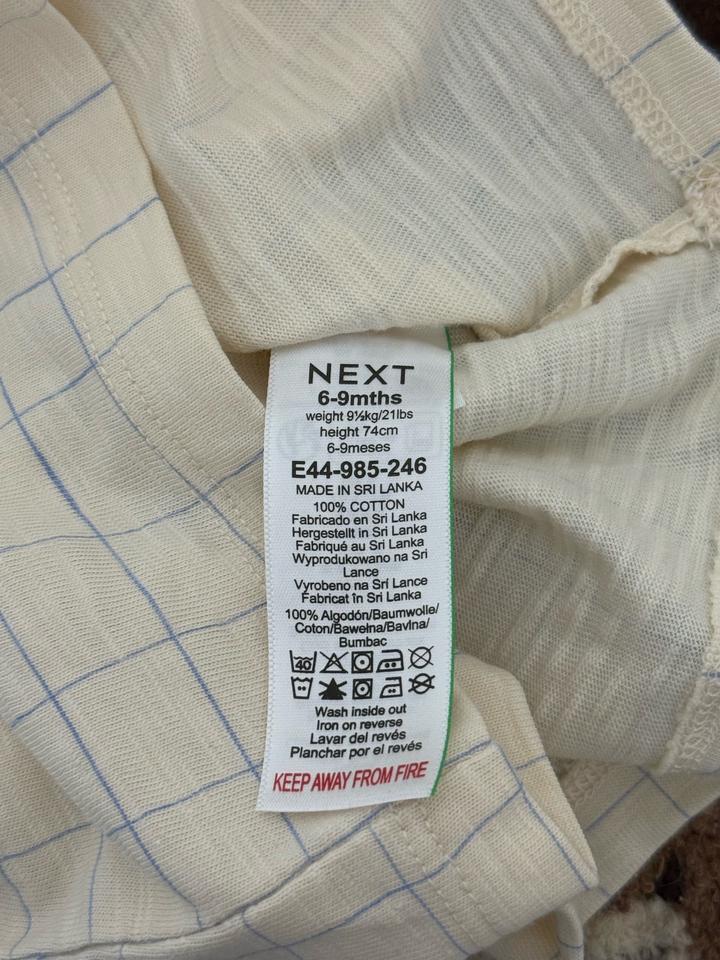 NEXT
6-9mths
weight 9½kg/21lbs
height 74cm
6-9meses
E44-985-246
MADE IN SRI LANKA
100% COTTON
Fabricado en Sri Lanka
Hergestellt in Sri Lanka
Fabriqué au Sri Lanka
Wyprodukowano na Sri
Lance
Vyrobeno na Srí Lance
Fabricat în Sri Lanka
100% Algodón/Baumwolle/
Coton/Bawełna/Bavlna/
Bumbac
40
Wash inside out
Iron on reverse
Lavar del revés
Planchar por el revés
KEEP AWAY FROM FIRE